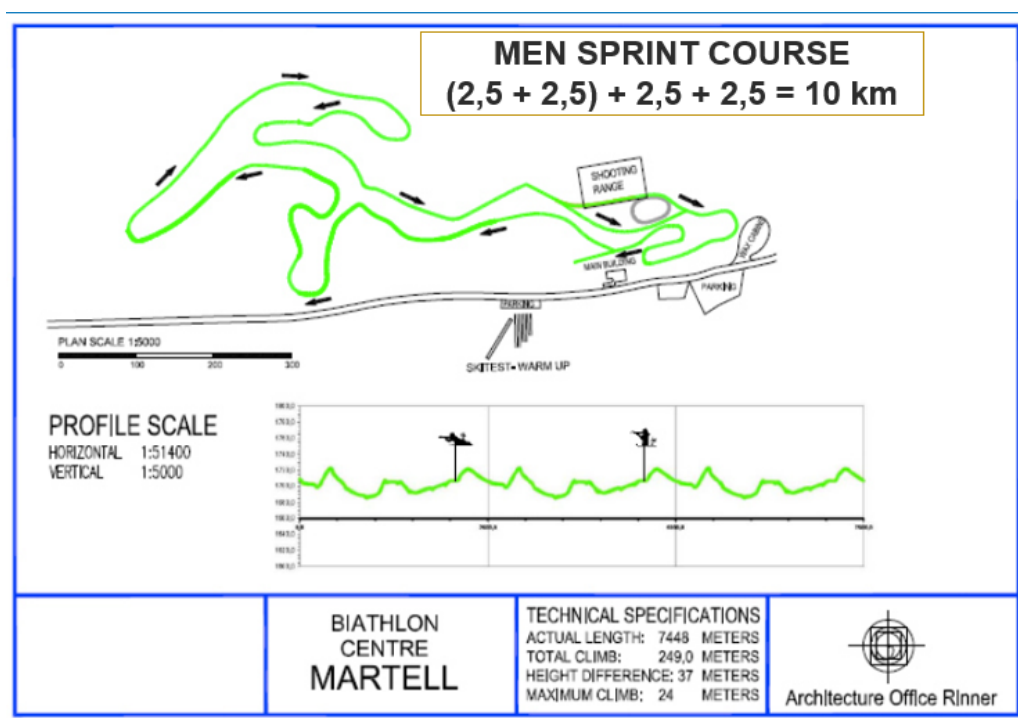 MEN SPRINT COURSE
(2,5 + 2,5) + 2,5 + 2,5 = 10 km
SHOOTING
RANGE
MAIN BUILDING
PARKING
PARKING
SKITEST- WARM UP
PLAN SCALE 1:5000
0 100 200 300
PROFILE SCALE
HORIZONTAL 1:51400
VERTICAL 1:5000
BIATHLON
CENTRE
MARTELL
TECHNICAL SPECIFICATIONS
ACTUAL LENGTH: 7448 METERS
TOTAL CLIMB: 249,0 METERS
HEIGHT DIFFERENCE: 37 METERS
MAXIMUM CLIMB: 24 METERS
Architecture Office Rinner